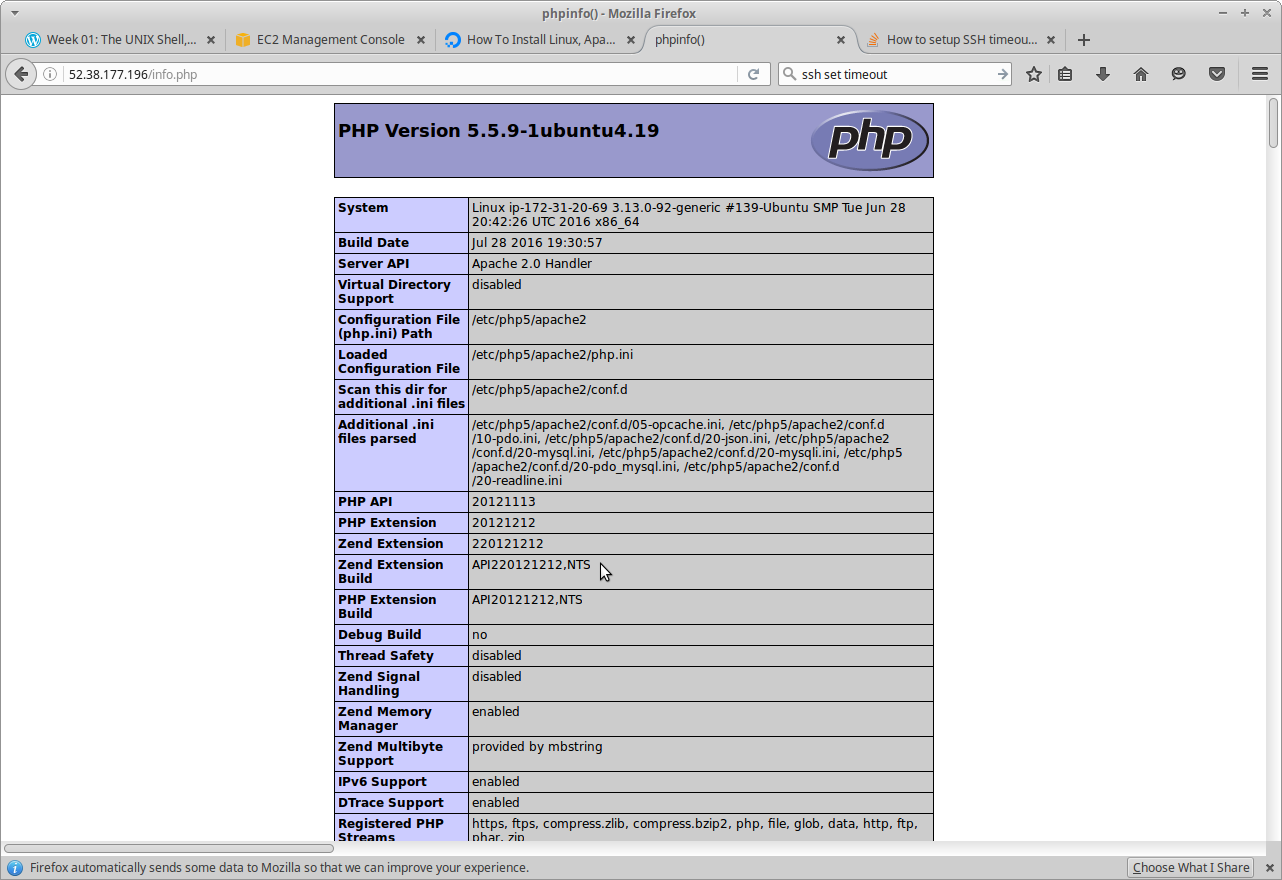 phpinfo() - Mozilla Firefox
Week 01: The UNIX Shell,...
EC2 Management Console
How To Install Linux, Apa...
phpinfo()
How to setup SSH timeou...
52.38.177.196/info.php
ssh set timeout
PHP Version 5.5.9-1ubuntu4.19
php
System
Linux ip-172-31-20-69 3.13.0-92-generic #139-Ubuntu SMP Tue Jun 28
20:42:26 UTC 2016 x86_64
Build Date
Jul 28 2016 19:30:57
Server API
Apache 2.0 Handler
Virtual Directory
Support
disabled
Configuration File
(php.ini) Path
/etc/php5/apache2
Loaded
Configuration File
/etc/php5/apache2/php.ini
Scan this dir for
additional .ini files
/etc/php5/apache2/conf.d
Additional .ini
files parsed
/etc/php5/apache2/conf.d/05-opcache.ini, /etc/php5/apache2/conf.d
/10-pdo.ini, /etc/php5/apache2/conf.d/20-json.ini, /etc/php5/apache2
/conf.d/20-mysql.ini, /etc/php5/apache2/conf.d/20-mysqli.ini, /etc/php5
/apache2/conf.d/20-pdo_mysql.ini, /etc/php5/apache2/conf.d
/20-readline.ini
PHP API
20121113
PHP Extension
20121212
Zend Extension
220121212
Zend Extension
Build
API220121212,NTS
PHP Extension
Build
API20121212,NTS
Debug Build
no
Thread Safety
disabled
Zend Signal
Handling
disabled
Zend Memory
Manager
enabled
Zend Multibyte
Support
provided by mbstring
IPv6 Support
enabled
DTrace Support
enabled
Registered PHP
Streams
https, ftps, compress.zlib, compress.bzip2, php, file, glob, data, http, ftp,
phar, zip
Firefox automatically sends some data to Mozilla so that we can improve your experience.
Choose What I Share